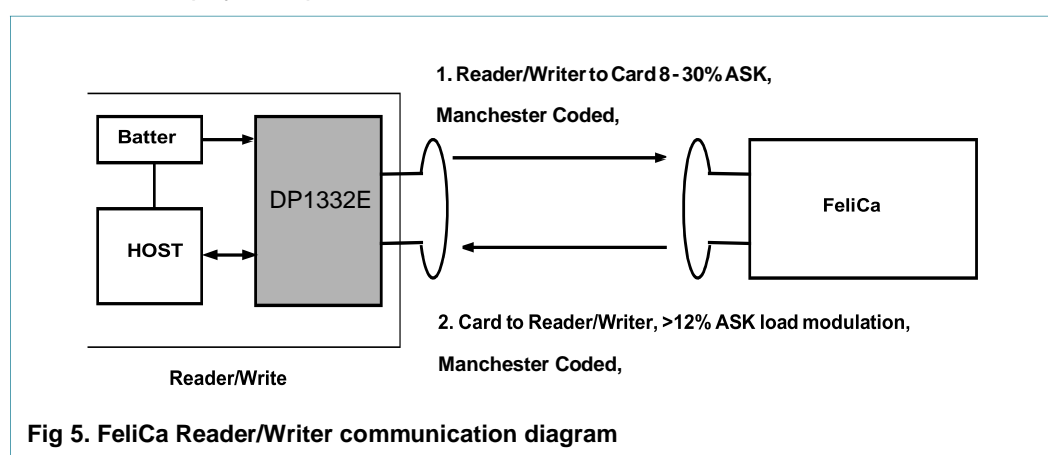 1. Reader/Writer to Card 8 - 30% ASK,
Manchester Coded,
Batter
DP1332E
HOST
FeliCa
2. Card to Reader/Writer, >12% ASK load modulation,
Manchester Coded,
Reader/Write
Fig 5. FeliCa Reader/Writer communication diagram